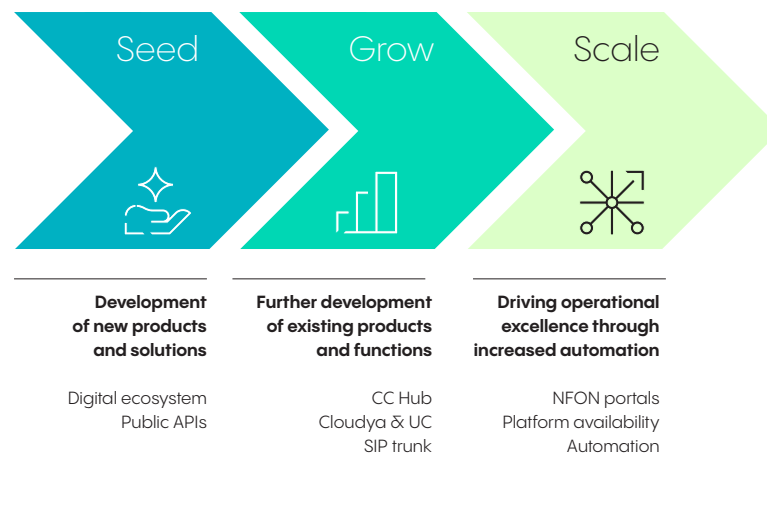 Seed
Grow
Scale
Development
of new products
and solutions
Digital ecosystem
Public APIs
Further development
of existing products
and functions
CC Hub
Cloudya & UC
SIP trunk
Driving operational
excellence through
increased automation
NFON portals
Platform availability
Automation